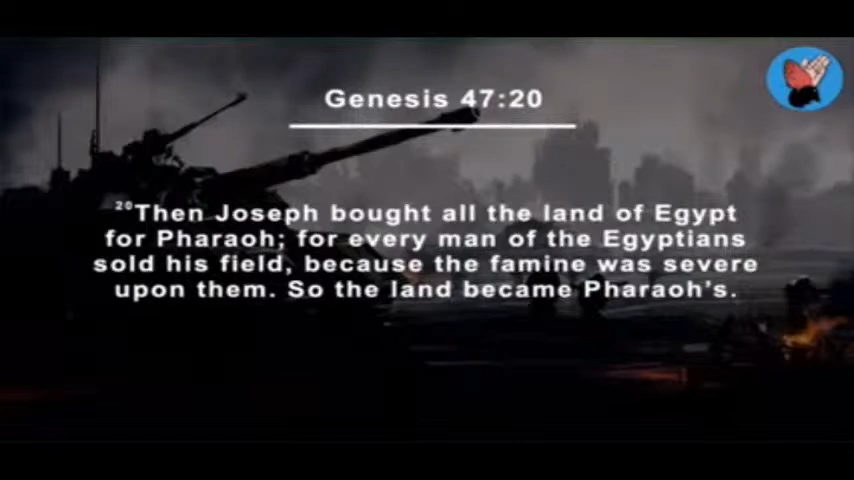 Genesis 47:20
20Then Joseph bought all the land of Egypt
for Pharaoh; for every man of the Egyptians
sold his field, because the famine was severe
upon them. So the land became Pharaoh's.